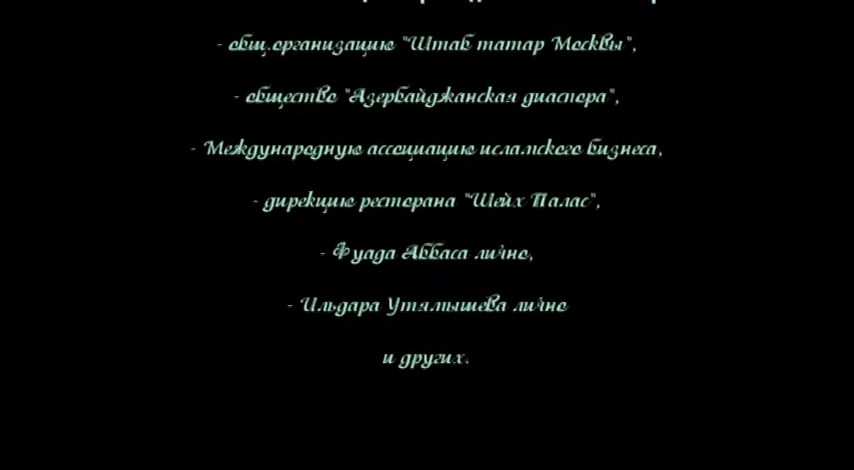 - общ.организацию "Штаб татар Москвы",
- общество "Азербайджанская диаспора",
- Международную ассоциацию исламского бизнеса,
- дирекцию ресторана "Шейх Палас",
- Фуада Аббаса лично,
- Ильдара Утямышева лично
и других.